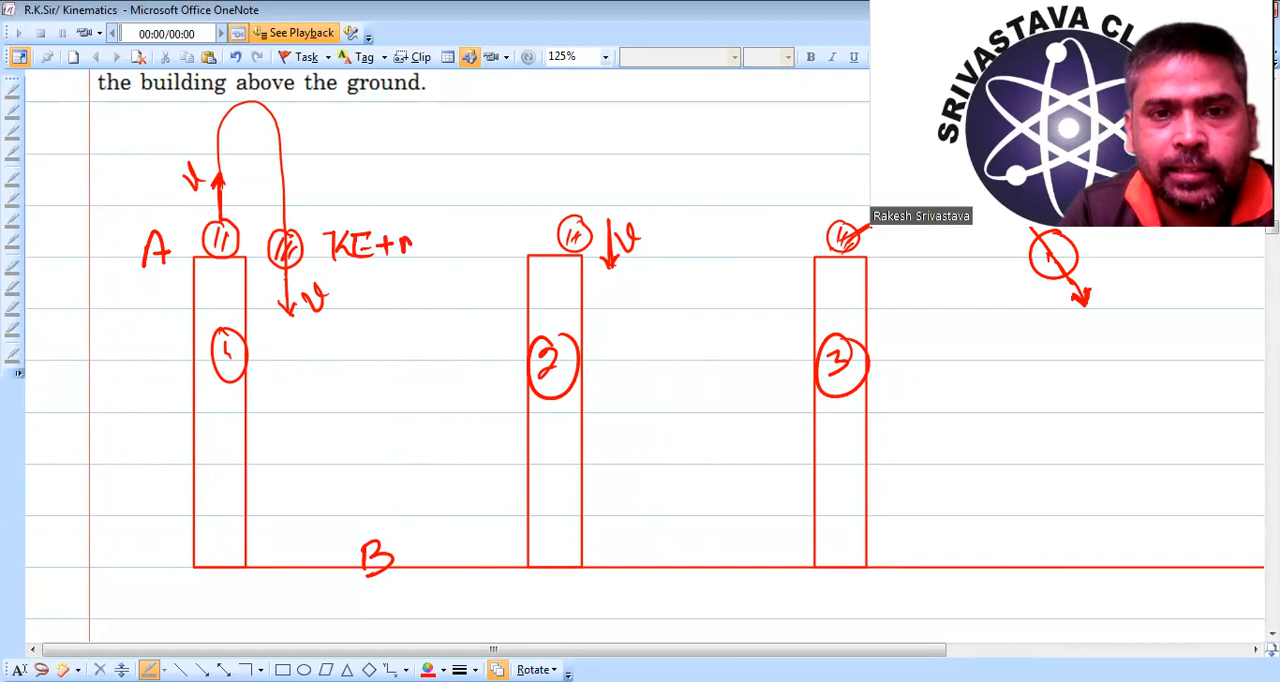 R.K.Sir/ Kinematics - Microsoft Office OneNote
00:00/00:00
See Playback
Task
Tag
Clip
125%
B I U
SRIVASTAVA CL
the building above the ground.
v
A
KE+
v
v
Rakesh Srivastava
1
2
3
B
Rotate